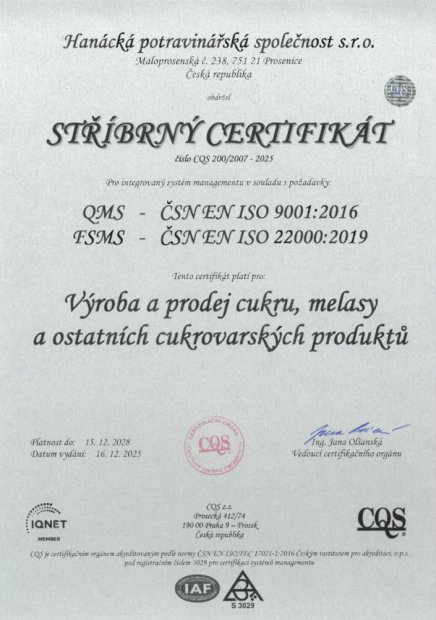 Hanácká potravinářská společnost s.r.o.
Maloprosenská č. 238, 751 21 Prosenice
Česká republika
obdržel
STŘÍBRNÝ CERTIFIKÁT
číslo CQS 200/2007 - 2025
Pro integrovaný systém managementu v souladu s požadavky:
QMS - ČSN EN ISO 9001:2016
FSMS - ČSN EN ISO 22000:2019
Tento certifikát platí pro:
Výroba a prodej cukru, melasy
a ostatních cukrovarských produktů
Platnost do: 15. 12. 2028
Datum vydání: 16. 12. 2025
CERTIFIKAČNÍ ORGÁN
CQS
Ing. Jana Olšanská
Vedoucí certifikačního orgánu
IQNET
MEMBER
CQS z.s.
Prosecká 412/74
190 00 Praha 9 – Prosek
Česká republika
CQS
CQS je certifikačním orgánem akreditovaným podle normy ČSN EN ISO/IEC 17021-1:2016 Českým institutem pro akreditaci, o.p.s.
pod registračním číslem 3029 pro certifikaci systémů managementu
IAF
S 3029